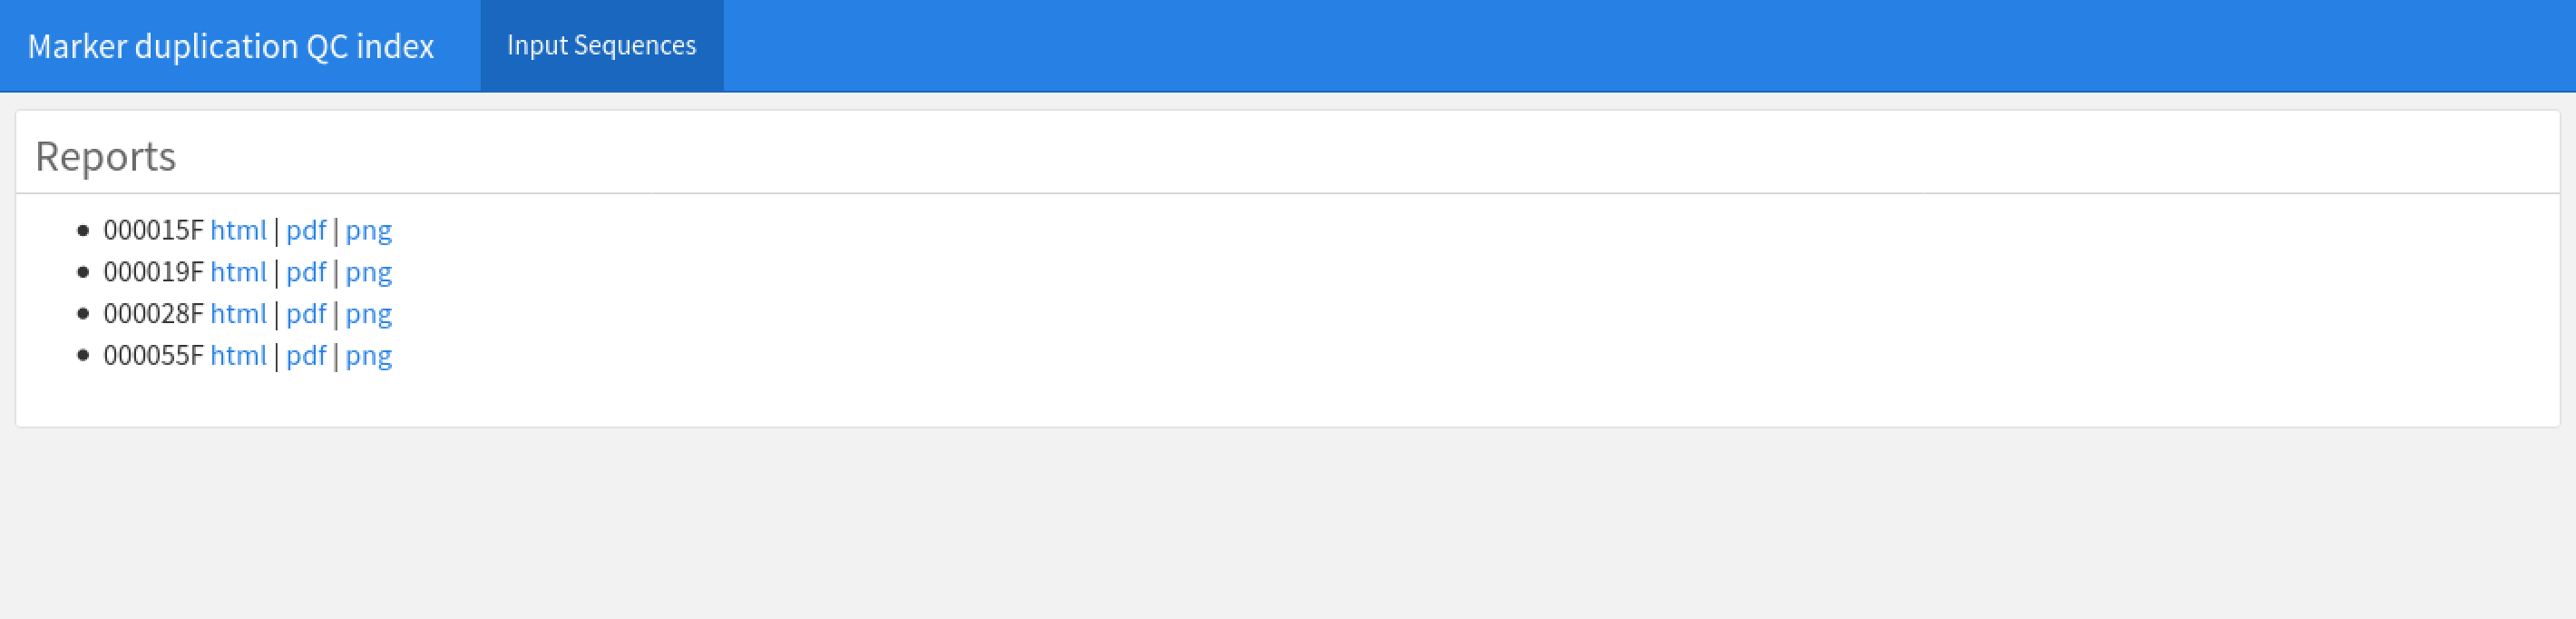 Marker duplication QC index
Input Sequences
Reports
000015F html | pdf | png
000019F html | pdf | png
000028F html | pdf | png
000055F html | pdf | png